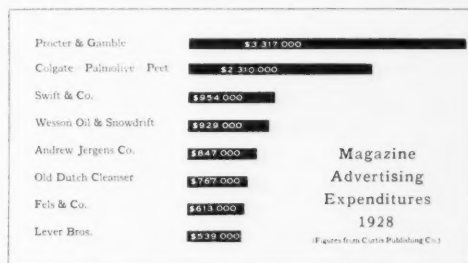 Procter & Gamble $3 317 000
Colgate - Palmolive - Peet $2 310 000
Swift & Co. $954 000
Wesson Oil & Snowdrift $929 000
Andrew Jergens Co. $847 000
Old Dutch Cleanser $767 000
Fels & Co. $613 000
Lever Bros. $539 000
Magazine
Advertising
Expenditures
1928
(Figures from Curtis Publishing Co.)